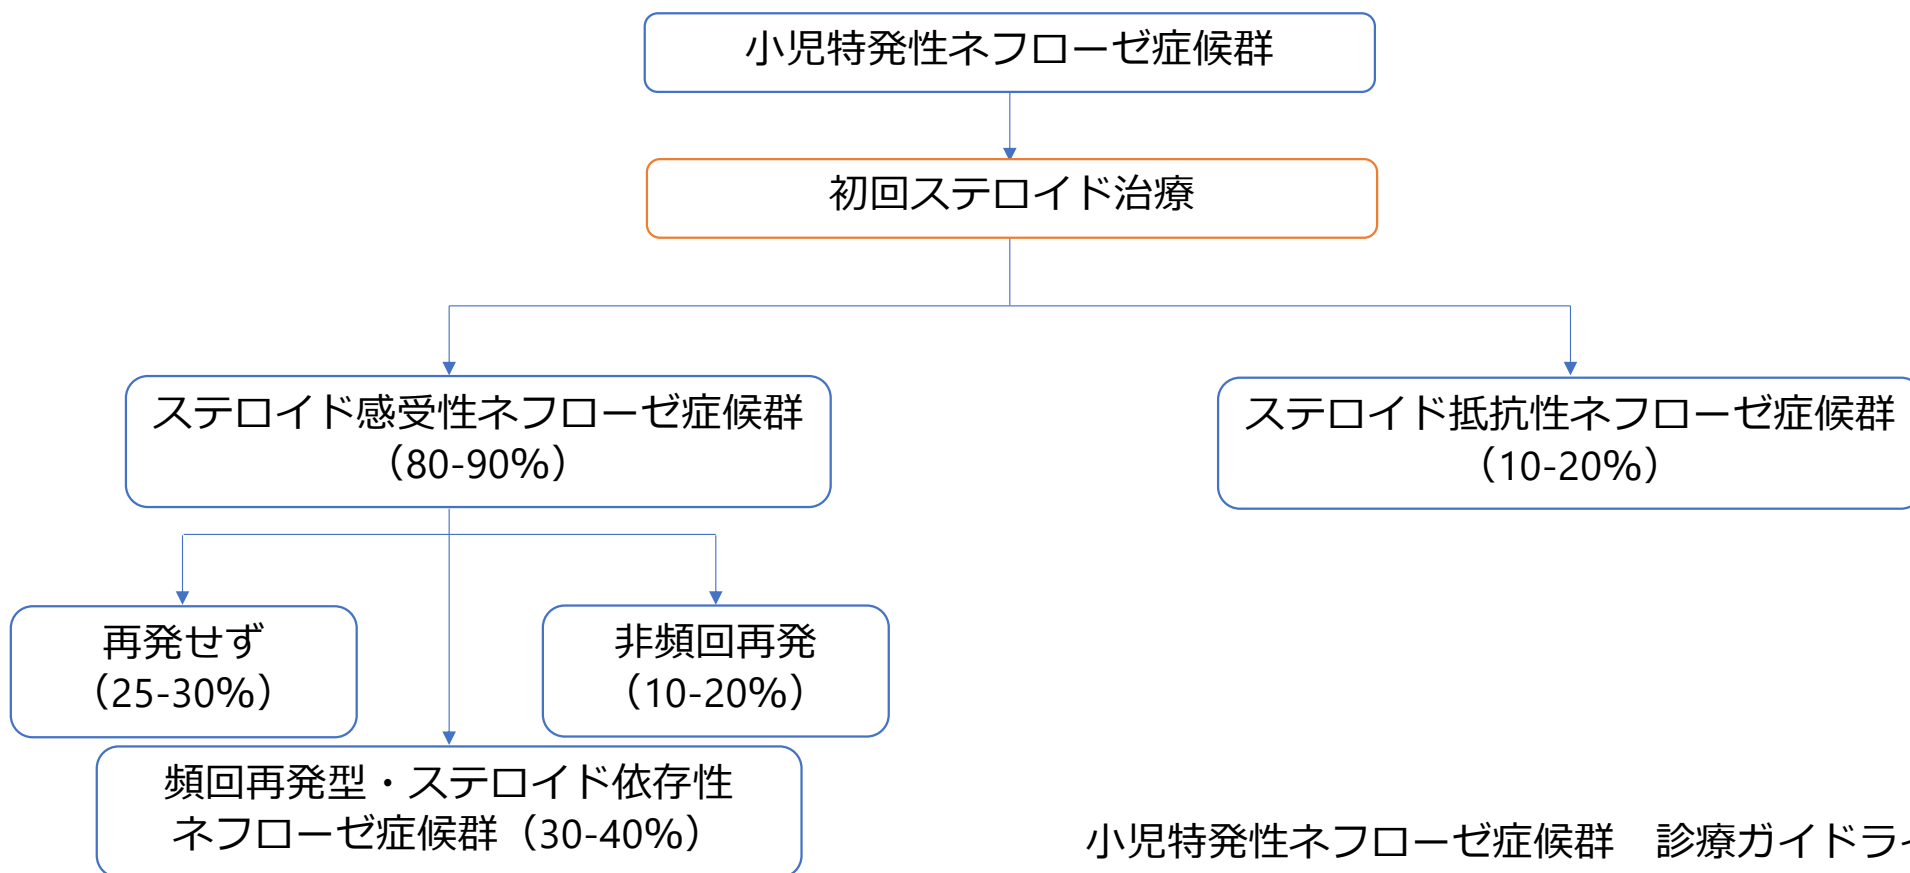 小児特発性ネフローゼ症候群
初回ステロイド治療
ステロイド感受性ネフローゼ症候群
（80-90%）
ステロイド抵抗性ネフローゼ症候群
（10-20%）
再発せず
（25-30%）
非頻回再発
（10-20%）
頻回再発型・ステロイド依存性
ネフローゼ症候群（30-40%）
小児特発性ネフローゼ症候群　診療ガイドライ